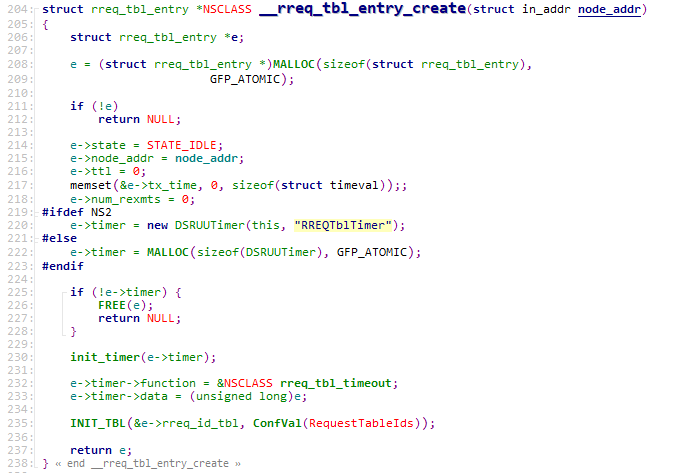 204: struct rreq_tbl_entry *NSCLASS __rreq_tbl_entry_create(struct in_addr node_addr)
205: {
206:     struct rreq_tbl_entry *e;
207:
208:     e = (struct rreq_tbl_entry *)MALLOC(sizeof(struct rreq_tbl_entry),
209:                         GFP_ATOMIC);
210:
211:     if (!e)
212:         return NULL;
213:
214:     e->state = STATE_IDLE;
215:     e->node_addr = node_addr;
216:     e->ttl = 0;
217:     memset(&e->tx_time, 0, sizeof(struct timeval));;
218:     e->num_rexmts = 0;
219: #ifdef NS2
220:     e->timer = new DSRUUTimer(this, "RREQTblTimer");
221: #else
222:     e->timer = MALLOC(sizeof(DSRUUTimer), GFP_ATOMIC);
223: #endif
224:
225:     if (!e->timer) {
226:         FREE(e);
227:         return NULL;
228:     }
229:
230:     init_timer(e->timer);
231:
232:     e->timer->function = &NSCLASS rreq_tbl_timeout;
233:     e->timer->data = (unsigned long)e;
234:
235:     INIT_TBL(&e->rreq_id_tbl, ConfVal(RequestTableIds));
236:
237:     return e;
238: } « end __rreq_tbl_entry_create »